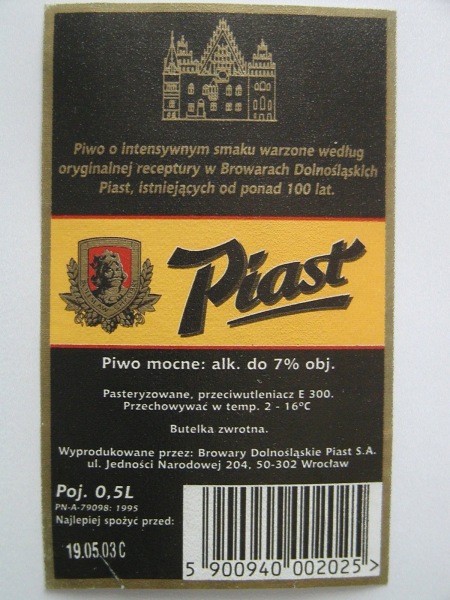 Piwo o intensywnym smaku warzone według
oryginalnej receptury w Browarach Dolnośląskich
Piast, istniejących od ponad 100 lat.
Piast
Piwo mocne: alk. do 7% obj.
Pasteryzowane, przeciwutleniacz E 300.
Przechowywać w temp. 2 - 16°C
Butelka zwrotna.
Wyprodukowane przez: Browary Dolnośląskie Piast S.A.
ul. Jedności Narodowej 204, 50-302 Wrocław
Poj. 0,5L
PN-A-79098: 1995
Najlepiej spożyć przed:
19.05.03C
5 900940 002025 >